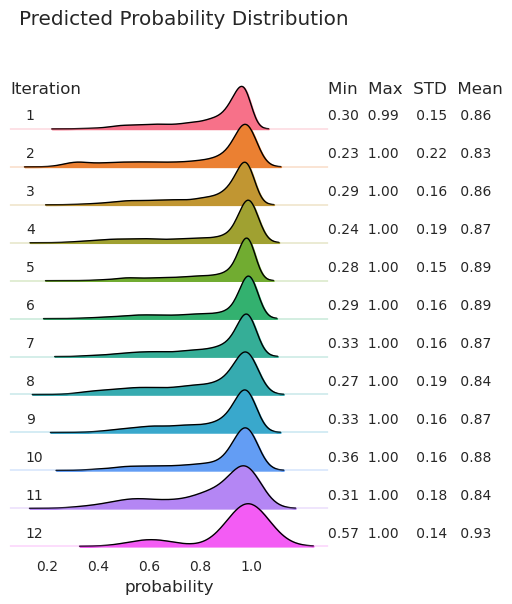 Predicted Probability Distribution
Iteration Min Max STD Mean
1 0.30 0.99 0.15 0.86
2 0.23 1.00 0.22 0.83
3 0.29 1.00 0.16 0.86
4 0.24 1.00 0.19 0.87
5 0.28 1.00 0.15 0.89
6 0.29 1.00 0.16 0.89
7 0.33 1.00 0.16 0.87
8 0.27 1.00 0.19 0.84
9 0.33 1.00 0.16 0.87
10 0.36 1.00 0.16 0.88
11 0.31 1.00 0.18 0.84
12 0.57 1.00 0.14 0.93
0.2 0.4 0.6 0.8 1.0
probability